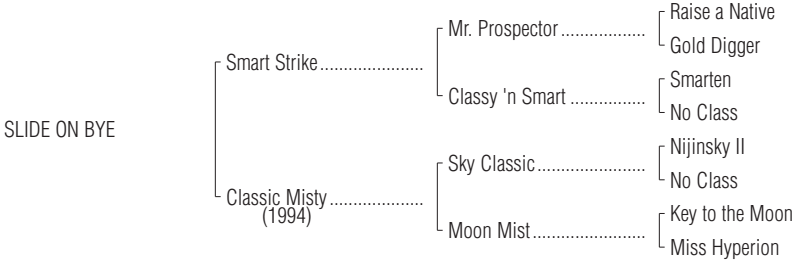 Raise a Native
Mr. Prospector
Gold Digger
Smart Strike
Smarten
Classy 'n Smart
No Class
SLIDE ON BYE
Nijinsky II
Sky Classic
No Class
Classic Misty
(1994)
Key to the Moon
Moon Mist
Miss Hyperion